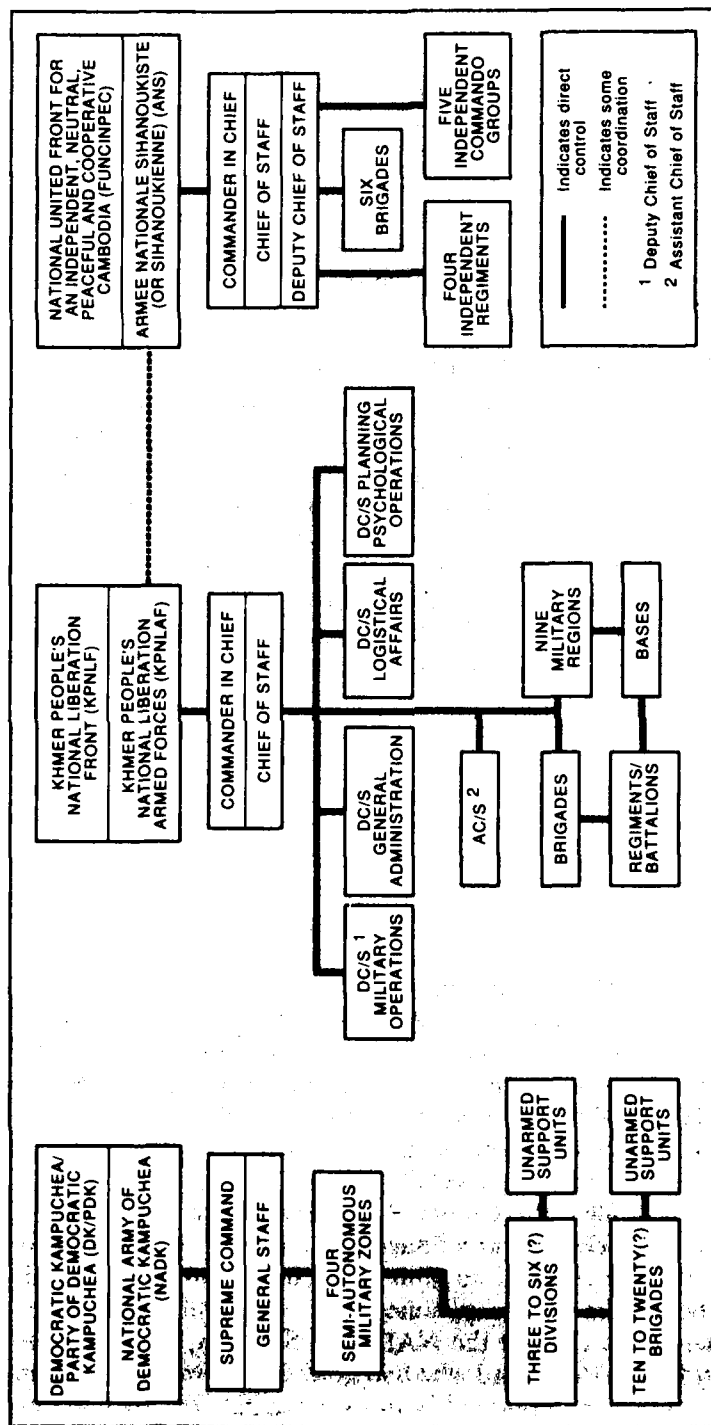 DEMOCRATIC KAMPUCHEA/
PARTY OF DEMOCRATIC
KAMPUCHEA (DK/PDK)
NATIONAL ARMY OF
DEMOCRATIC KAMPUCHEA
(NADK)
SUPREME COMMAND
GENERAL STAFF
FOUR
SEMI-AUTONOMOUS
MILITARY ZONES
THREE TO SIX (?)
DIVISIONS
UNARMED
SUPPORT
UNITS
TEN TO TWENTY(?)
BRIGADES
UNARMED
SUPPORT
UNITS
KHMER PEOPLE'S
NATIONAL LIBERATION
FRONT (KPNLF)
KHMER PEOPLE'S
NATIONAL LIBERATION
ARMED FORCES (KPNLAF)
COMMANDER IN CHIEF
CHIEF OF STAFF
DC/S 1
MILITARY
OPERATIONS
DC/S
GENERAL
ADMINISTRATION
DC/S
LOGISTICAL
AFFAIRS
DC/S PLANNING
PSYCHOLOGICAL
OPERATIONS
AC/S 2
BRIGADES
NINE
MILITARY
REGIONS
REGIMENTS/
BATTALIONS
BASES
NATIONAL UNITED FRONT FOR
AN INDEPENDENT, NEUTRAL,
PEACEFUL AND COOPERATIVE
CAMBODIA (FUNCINPEC)
ARMEE NATIONALE SIHANOUKISTE
(OR SIHANOUKIENNE) (ANS)
COMMANDER IN CHIEF
CHIEF OF STAFF
DEPUTY CHIEF OF STAFF
FOUR
INDEPENDENT
REGIMENTS
SIX
BRIGADES
FIVE
INDEPENDENT
COMMANDO
GROUPS
Indicates direct
control
Indicates some
coordination
1 Deputy Chief of Staff
2 Assistant Chief of Staff